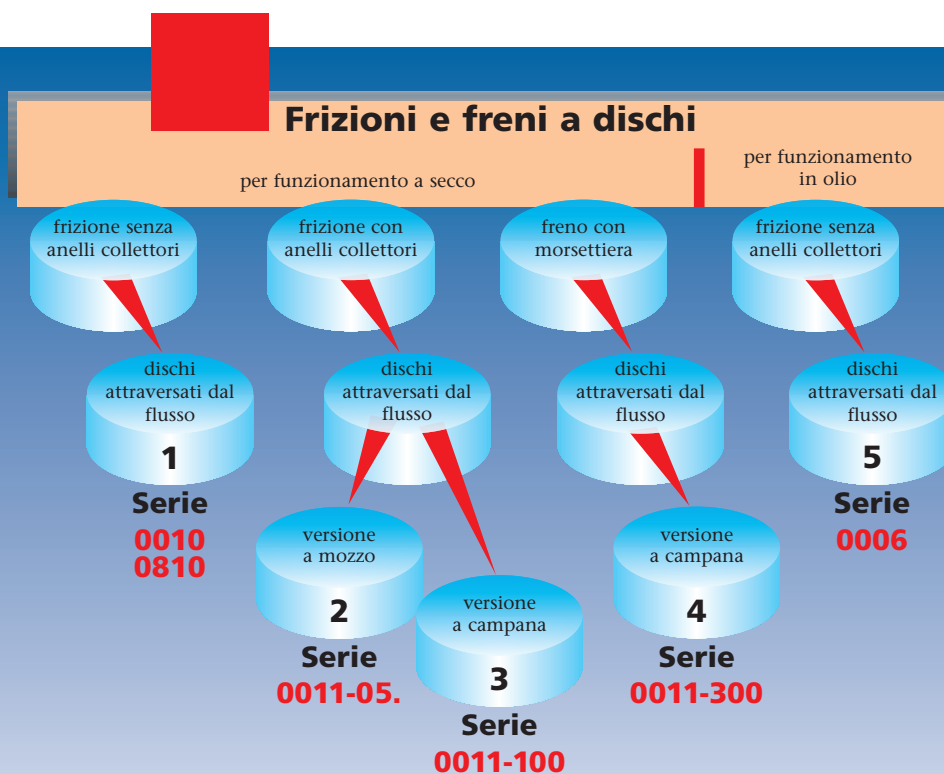 Frizioni e freni a dischi
per funzionamento a secco
per funzionamento
in olio
frizione senza
anelli collettori
frizione con
anelli collettori
freno con
morsettiera
frizione senza
anelli collettori
dischi
attraversati dal
flusso
1
Serie
0010
0810
dischi
attraversati dal
flusso
dischi
attraversati dal
flusso
dischi
attraversati dal
flusso
5
Serie
0006
versione
a mozzo
2
Serie
0011-05.
versione
a campana
3
Serie
0011-100
versione
a campana
4
Serie
0011-300